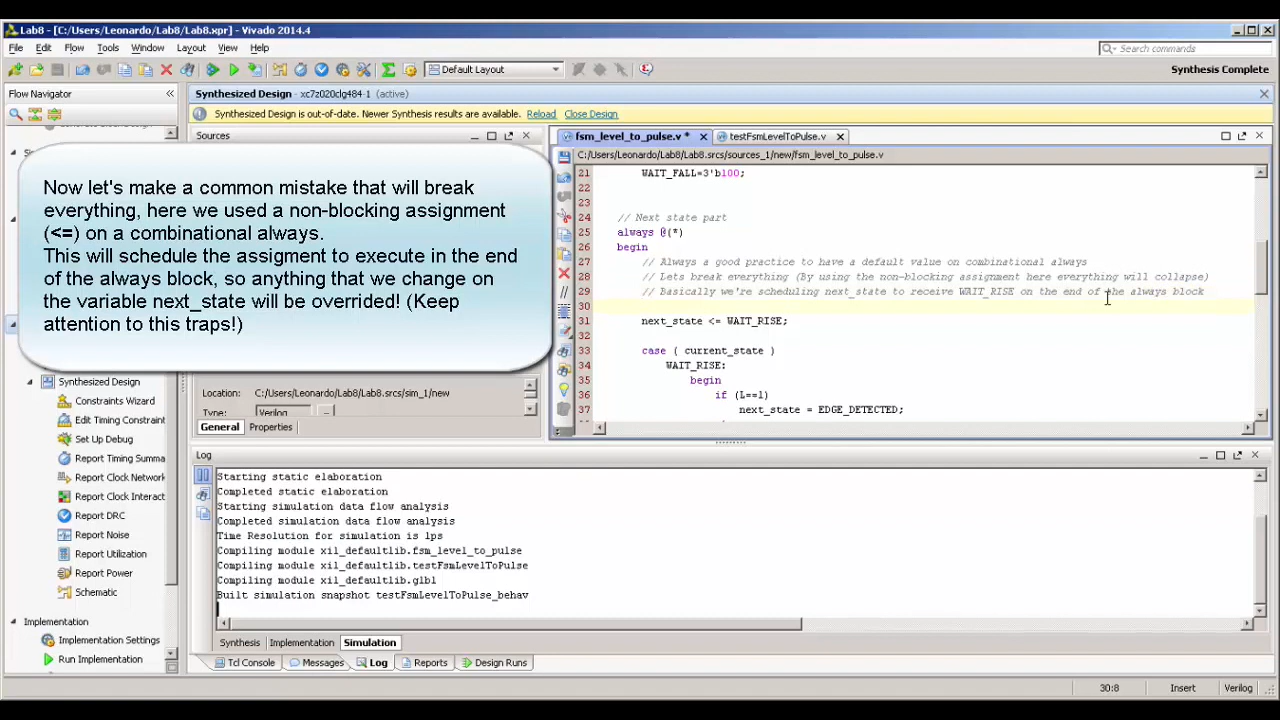 Lab8 - [C:/Users/Leonardo/Lab8/Lab8.xpr] - Vivado 2014.4
File Edit Flow Tools Window Layout View Help
Search commands
Default Layout
Synthesis Complete
Flow Navigator
Synthesized Design - xc7z020clg484-1 (active)
Synthesized Design is out-of-date. Newer Synthesis results are available. Reload Close Design
Sources
fsm_level_to_pulse.v *
testFsmLevelToPulse.v
C:/Users/Leonardo/Lab8/Lab8.srcs/sources_1/new/fsm_level_to_pulse.v
Now let's make a common mistake that will break
everything, here we used a non-blocking assignment
(<=) on a combinational always.
This will schedule the assigment to execute in the end
of the always block, so anything that we change on
the variable next_state will be overrided! (Keep
attention to this traps!)
21 WAIT_FALL=3'b100;
22
23
24 // Next state part
25 always @(*)
26 begin
27 // Always a good practice to have a default value on combinational always
28 // Lets break everything (By using the non-blocking assignment here everything will collapse)
29 // Basically we're scheduling next_state to receive WAIT_RISE on the end of the always block
30
31 next_state <= WAIT_RISE;
32
33 case ( current_state )
34 WAIT_RISE:
35 begin
36 if (L==1)
37 next_state = EDGE_DETECTED;
Location: C:/Users/Leonardo/Lab8/Lab8.srcs/sim_1/new
Type: Verilog
General Properties
Synthesized Design
Constraints Wizard
Edit Timing Constraint
Set Up Debug
Report Timing Summa
Report Clock Network
Report Clock Interact
Report DRC
Report Noise
Report Utilization
Report Power
Schematic
Implementation
Implementation Settings
Run Implementation
Log
Starting static elaboration
Completed static elaboration
Starting simulation data flow analysis
Completed simulation data flow analysis
Time Resolution for simulation is 1ps
Compiling module xil_defaultlib.fsm_level_to_pulse
Compiling module xil_defaultlib.testFsmLevelToPulse
Compiling module xil_defaultlib.glbl
Built simulation snapshot testFsmLevelToPulse_behav
Synthesis Implementation Simulation
Tcl Console Messages Log Reports Design Runs
30:8 Insert Verilog